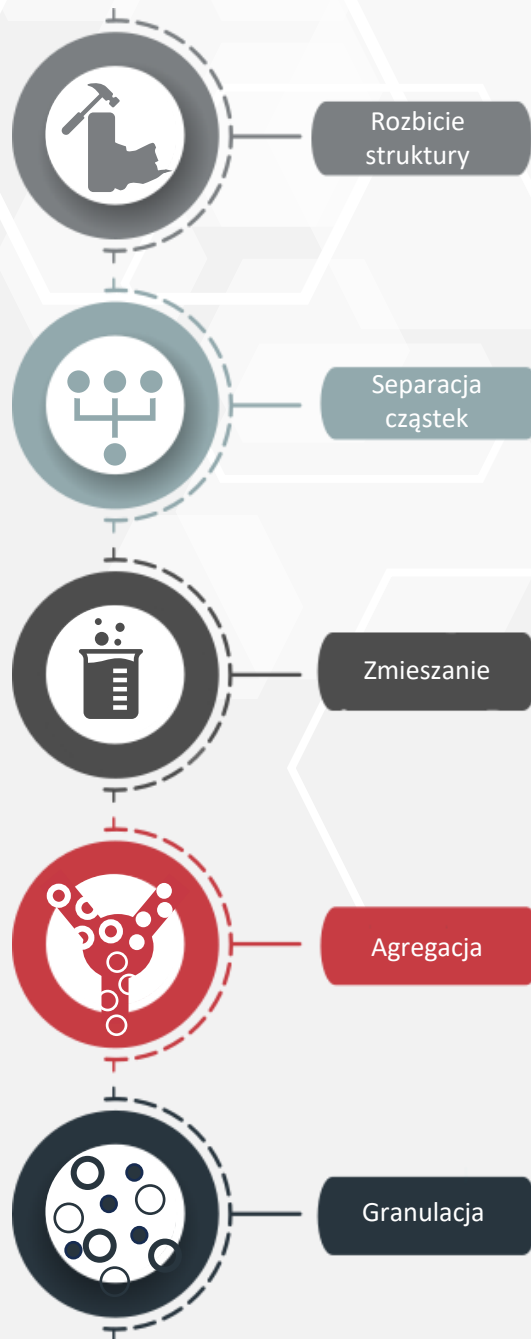 Rozbicie
struktury
Separacja
cząstek
Zmieszanie
Agregacja
Granulacja